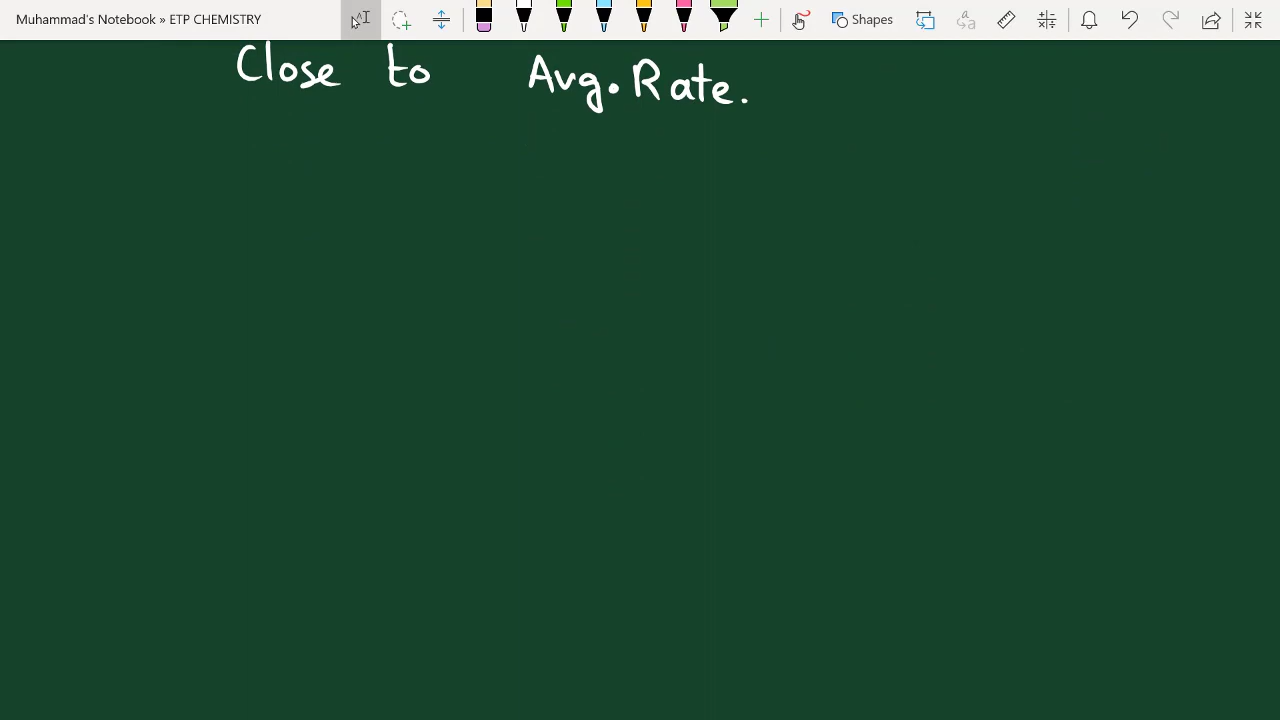 Muhammad's Notebook » ETP CHEMISTRY
Shapes
Close to Avg. Rate.